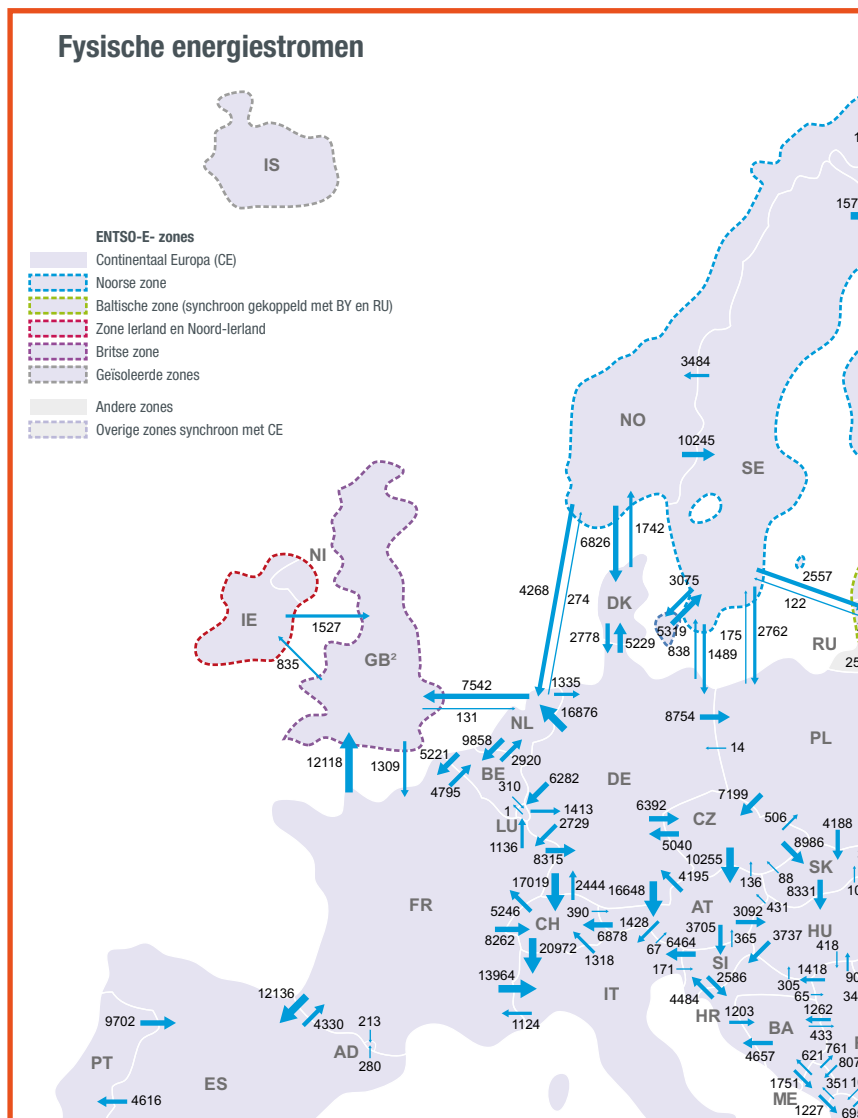 Fysische energiestromen
IS
ENTSO-E- zones
Continentaal Europa (CE)
Noorse zone
Baltische zone (synchroon gekoppeld met BY en RU)
Zone Ierland en Noord-Ierland
Britse zone
Geïsoleerde zones
Andere zones
Overige zones synchroon met CE
3484
NO
10245
SE
6826
1742
NI
4268
274
3075
2557
122
IE
1527
DK
2778
5229
5319
838
1489
175
2762
RU
835
GB²
7542
131
1335
16876
NL
8754
14
PL
12118
1309
5221
9858
4795
BE
2920
DE
310
6282
1
1413
LU
2729
1136
8315
6392
5040
CZ
7199
506
4188
8986
SK
10255
136
88
8331
FR
17019
2444
16648
4195
5246
390
CH
1428
AT
431
8262
6878
3705
3092
365
HU
20972
1318
67
6464
SI
3737
418
13964
171
2586
1418
305
IT
4484
65
12136
4330
213
1124
HR
1203
BA
1262
433
9702
AD
280
4657
761
621
807
PT
ES
4616
1751
351
ME
1227